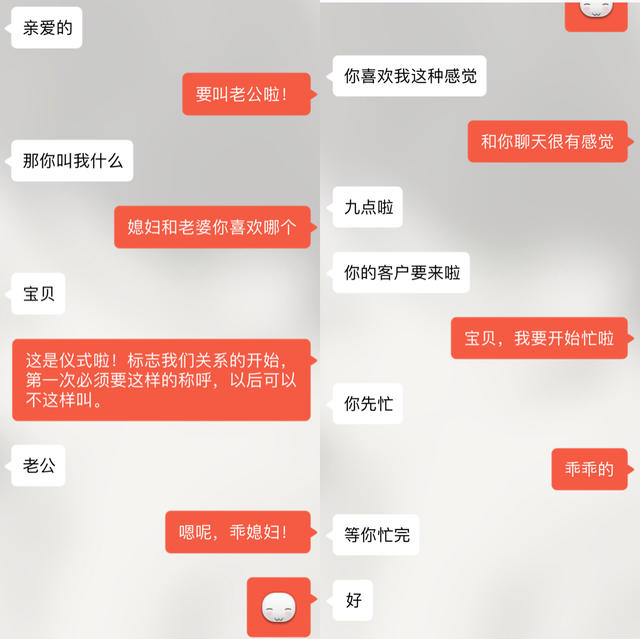 亲爱的
要叫老公啦！
那你叫我什么
媳妇和老婆你喜欢哪个
宝贝
这是仪式啦！标志我们关系的开始，
第一次必须要这样的称呼，以后可以
不这样叫。
老公
嗯呢，乖媳妇！
你喜欢我这种感觉
和你聊天很有感觉
九点啦
你的客户要来啦
宝贝，我要开始忙啦
你先忙
乖乖的
等你忙完
好